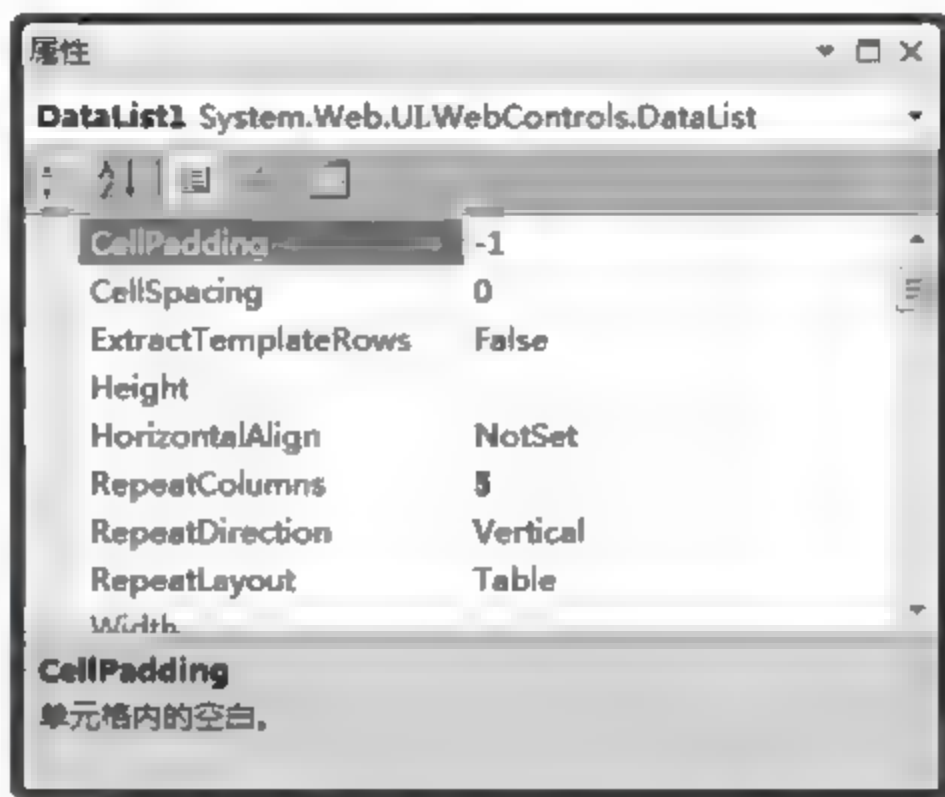 属性
DataList1 System.Web.UI.WebControls.DataList
CellPadding -1
CellSpacing 0
ExtractTemplateRows False
Height
HorizontalAlign NotSet
RepeatColumns 5
RepeatDirection Vertical
RepeatLayout Table
Width
CellPadding
单元格内的空白。